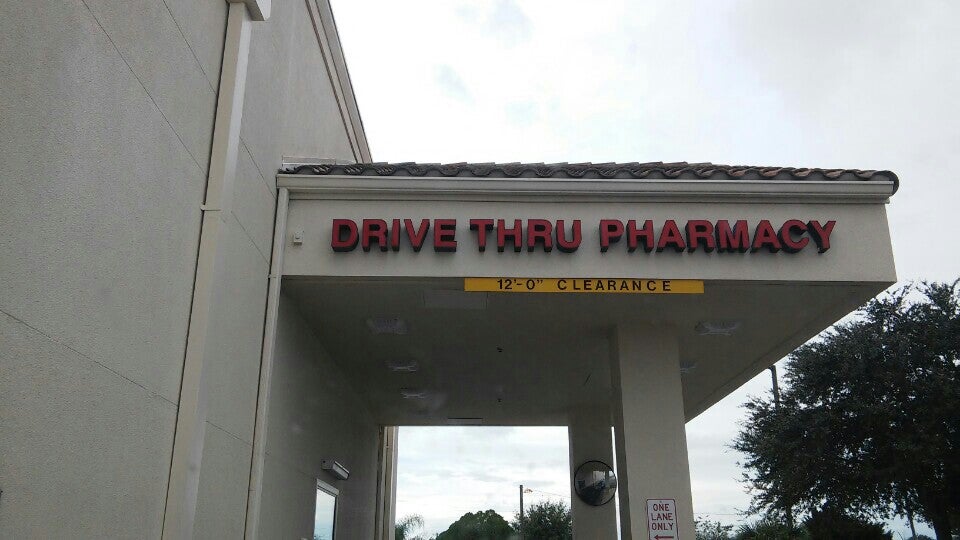 DRIVE THRU PHARMACY
12'-0" CLEARANCE
ONE
LANE
ONLY